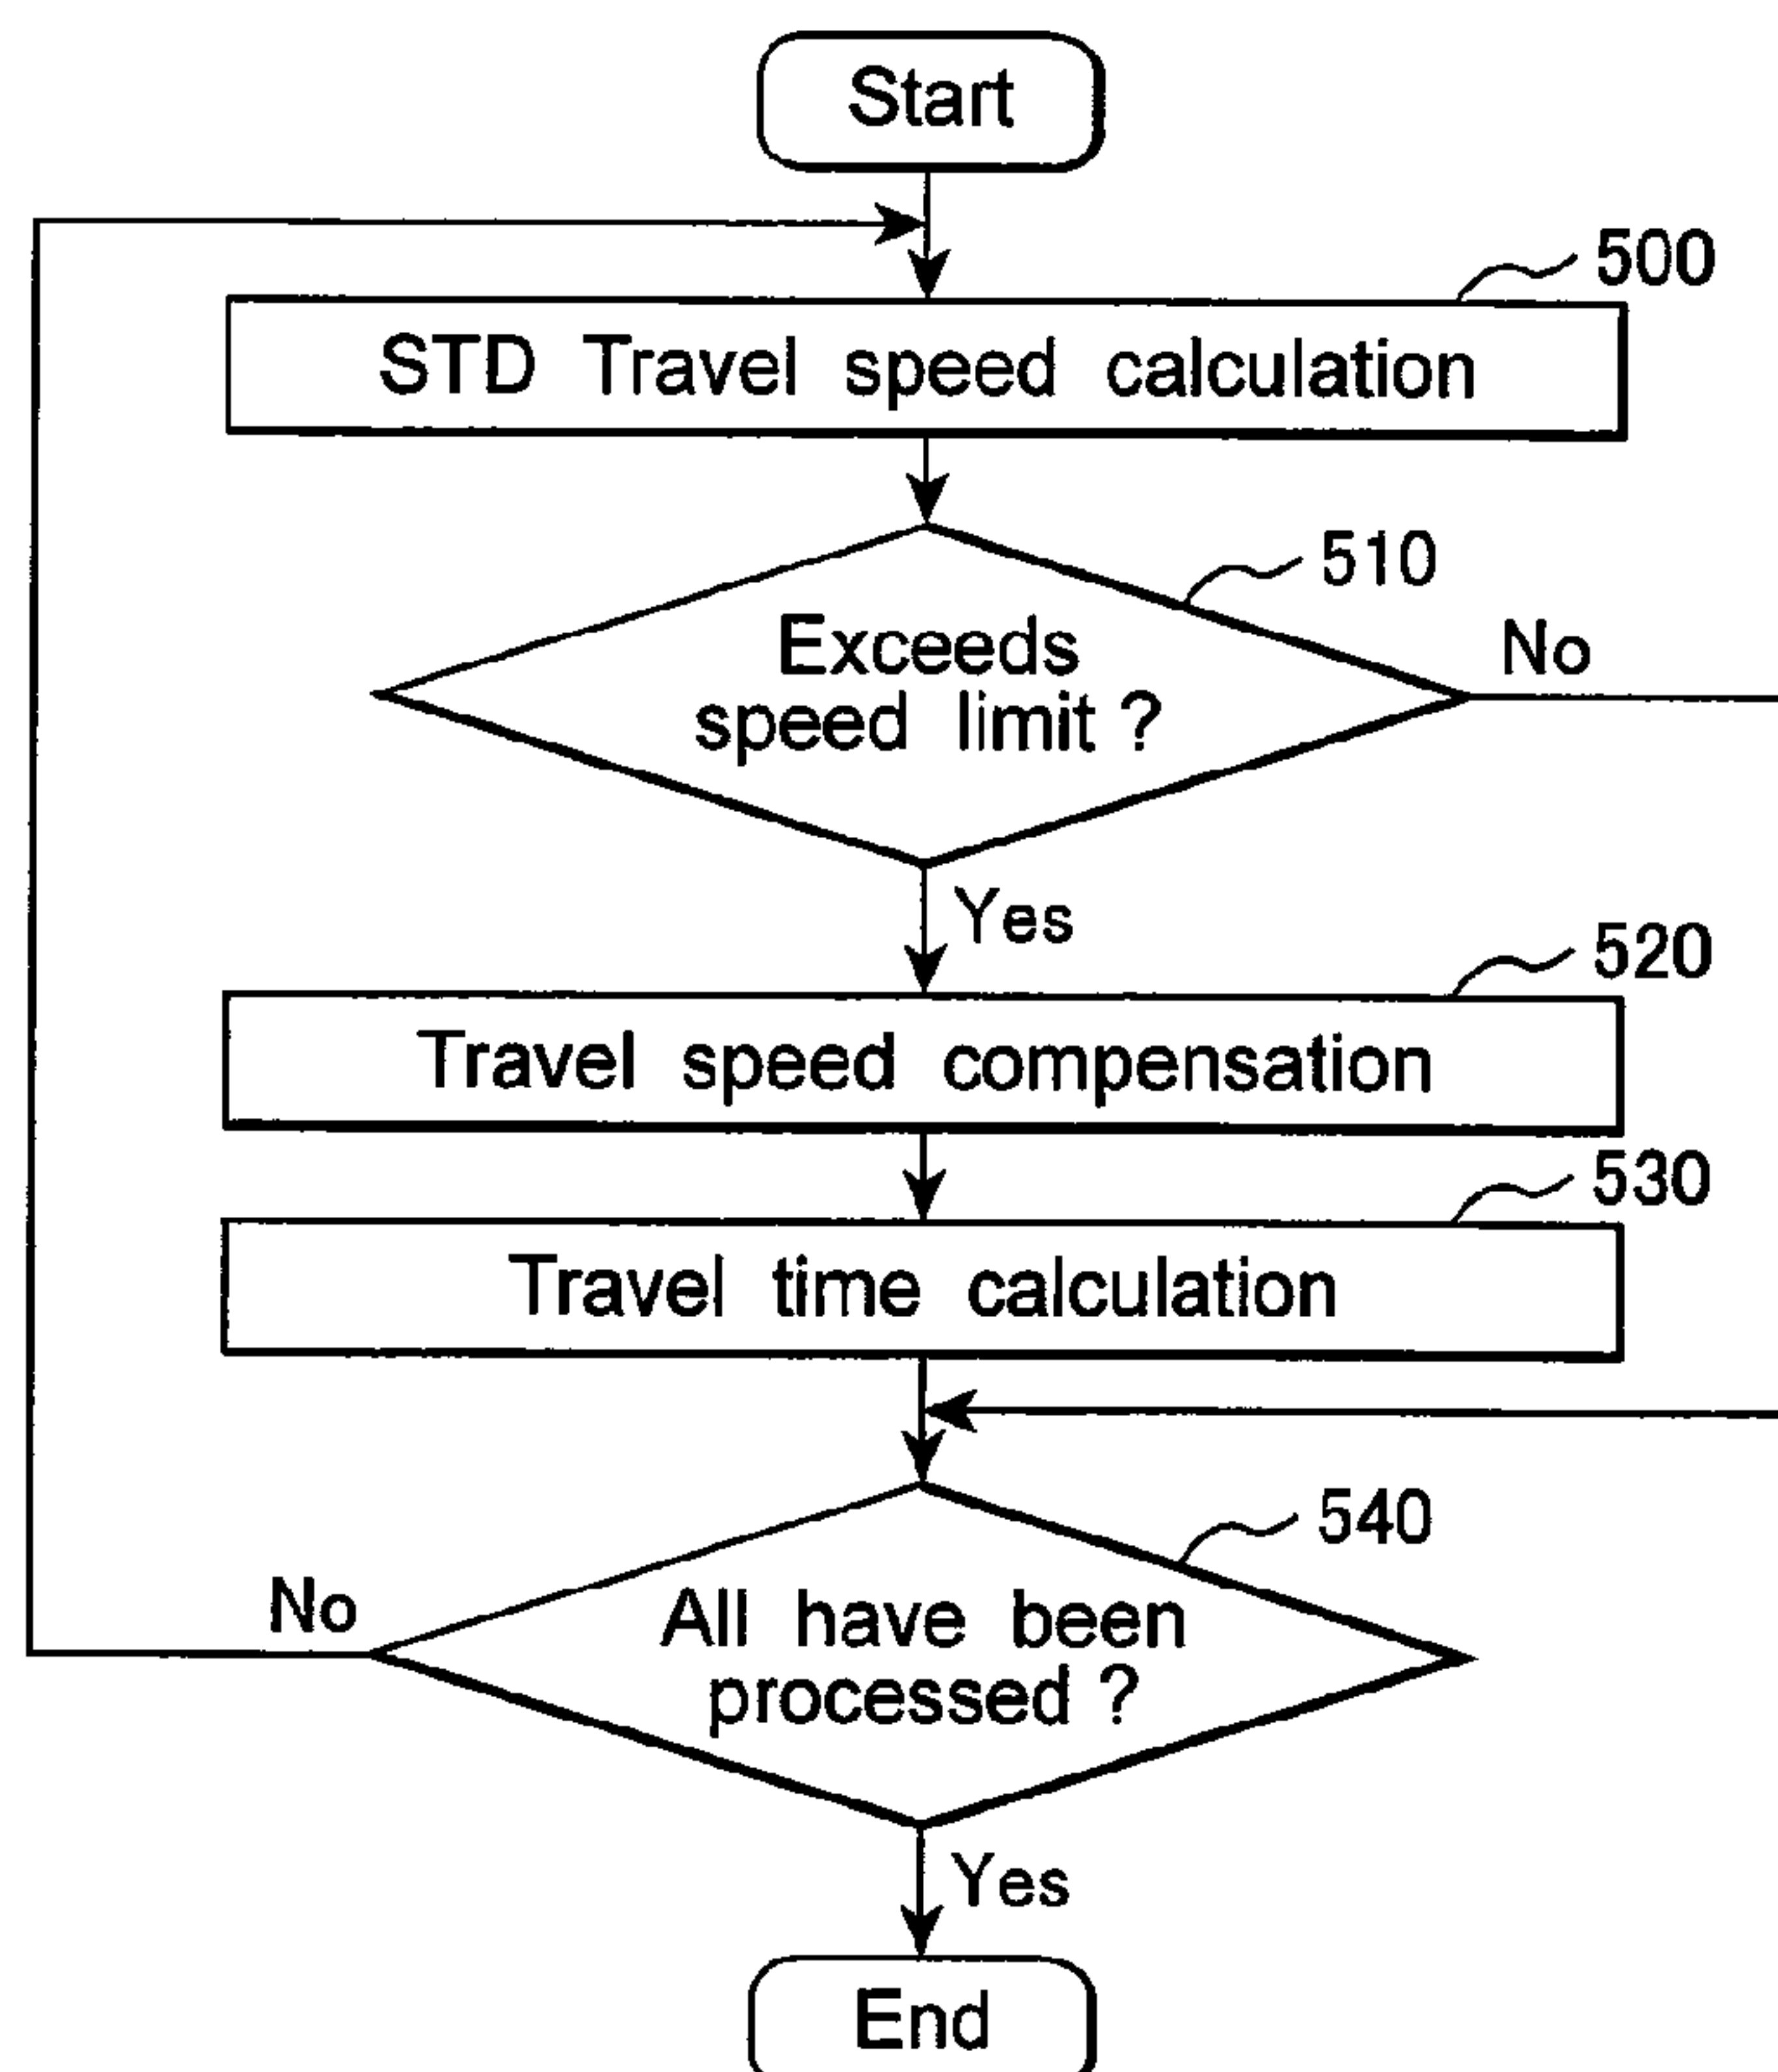 Start
500
STD Travel speed calculation
510
Exceeds
speed limit ?
No
Yes
520
Travel speed compensation
530
Travel time calculation
540
All have been
processed ?
No
Yes
End